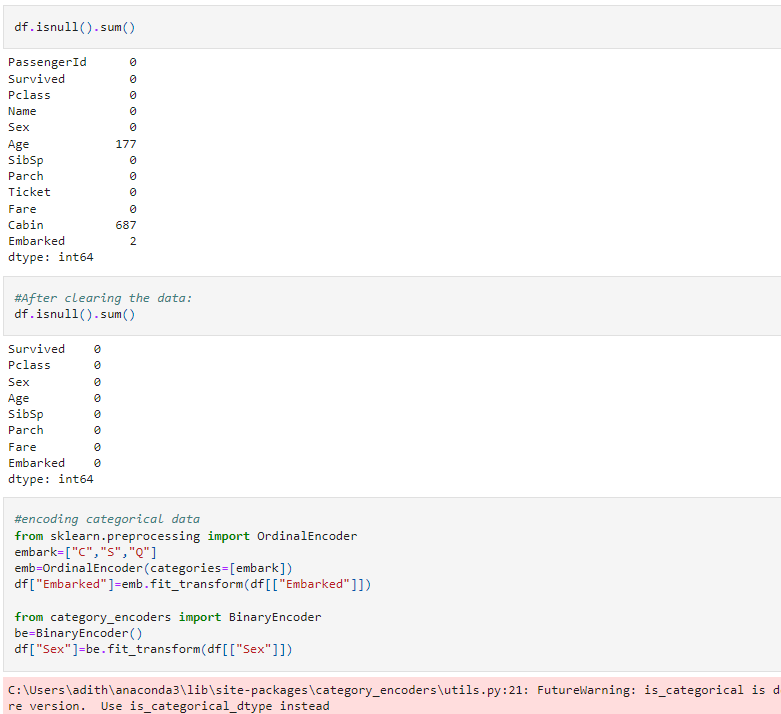 df.isnull().sum()
PassengerId 0
Survived 0
Pclass 0
Name 0
Sex 0
Age 177
SibSp 0
Parch 0
Ticket 0
Fare 0
Cabin 687
Embarked 2
dtype: int64
#After clearing the data:
df.isnull().sum()
Survived 0
Pclass 0
Sex 0
Age 0
SibSp 0
Parch 0
Fare 0
Embarked 0
dtype: int64
#encoding categorical data
from sklearn.preprocessing import OrdinalEncoder
embark=["C","S","Q"]
emb=OrdinalEncoder(categories=[embark])
df["Embarked"]=emb.fit_transform(df[["Embarked"]])
from category_encoders import BinaryEncoder
be=BinaryEncoder()
df["Sex"]=be.fit_transform(df[["Sex"]])
C:\Users\adith\anaconda3\lib\site-packages\category_encoders\utils.py:21: FutureWarning: is_categorical is d
re version.  Use is_categorical_dtype instead